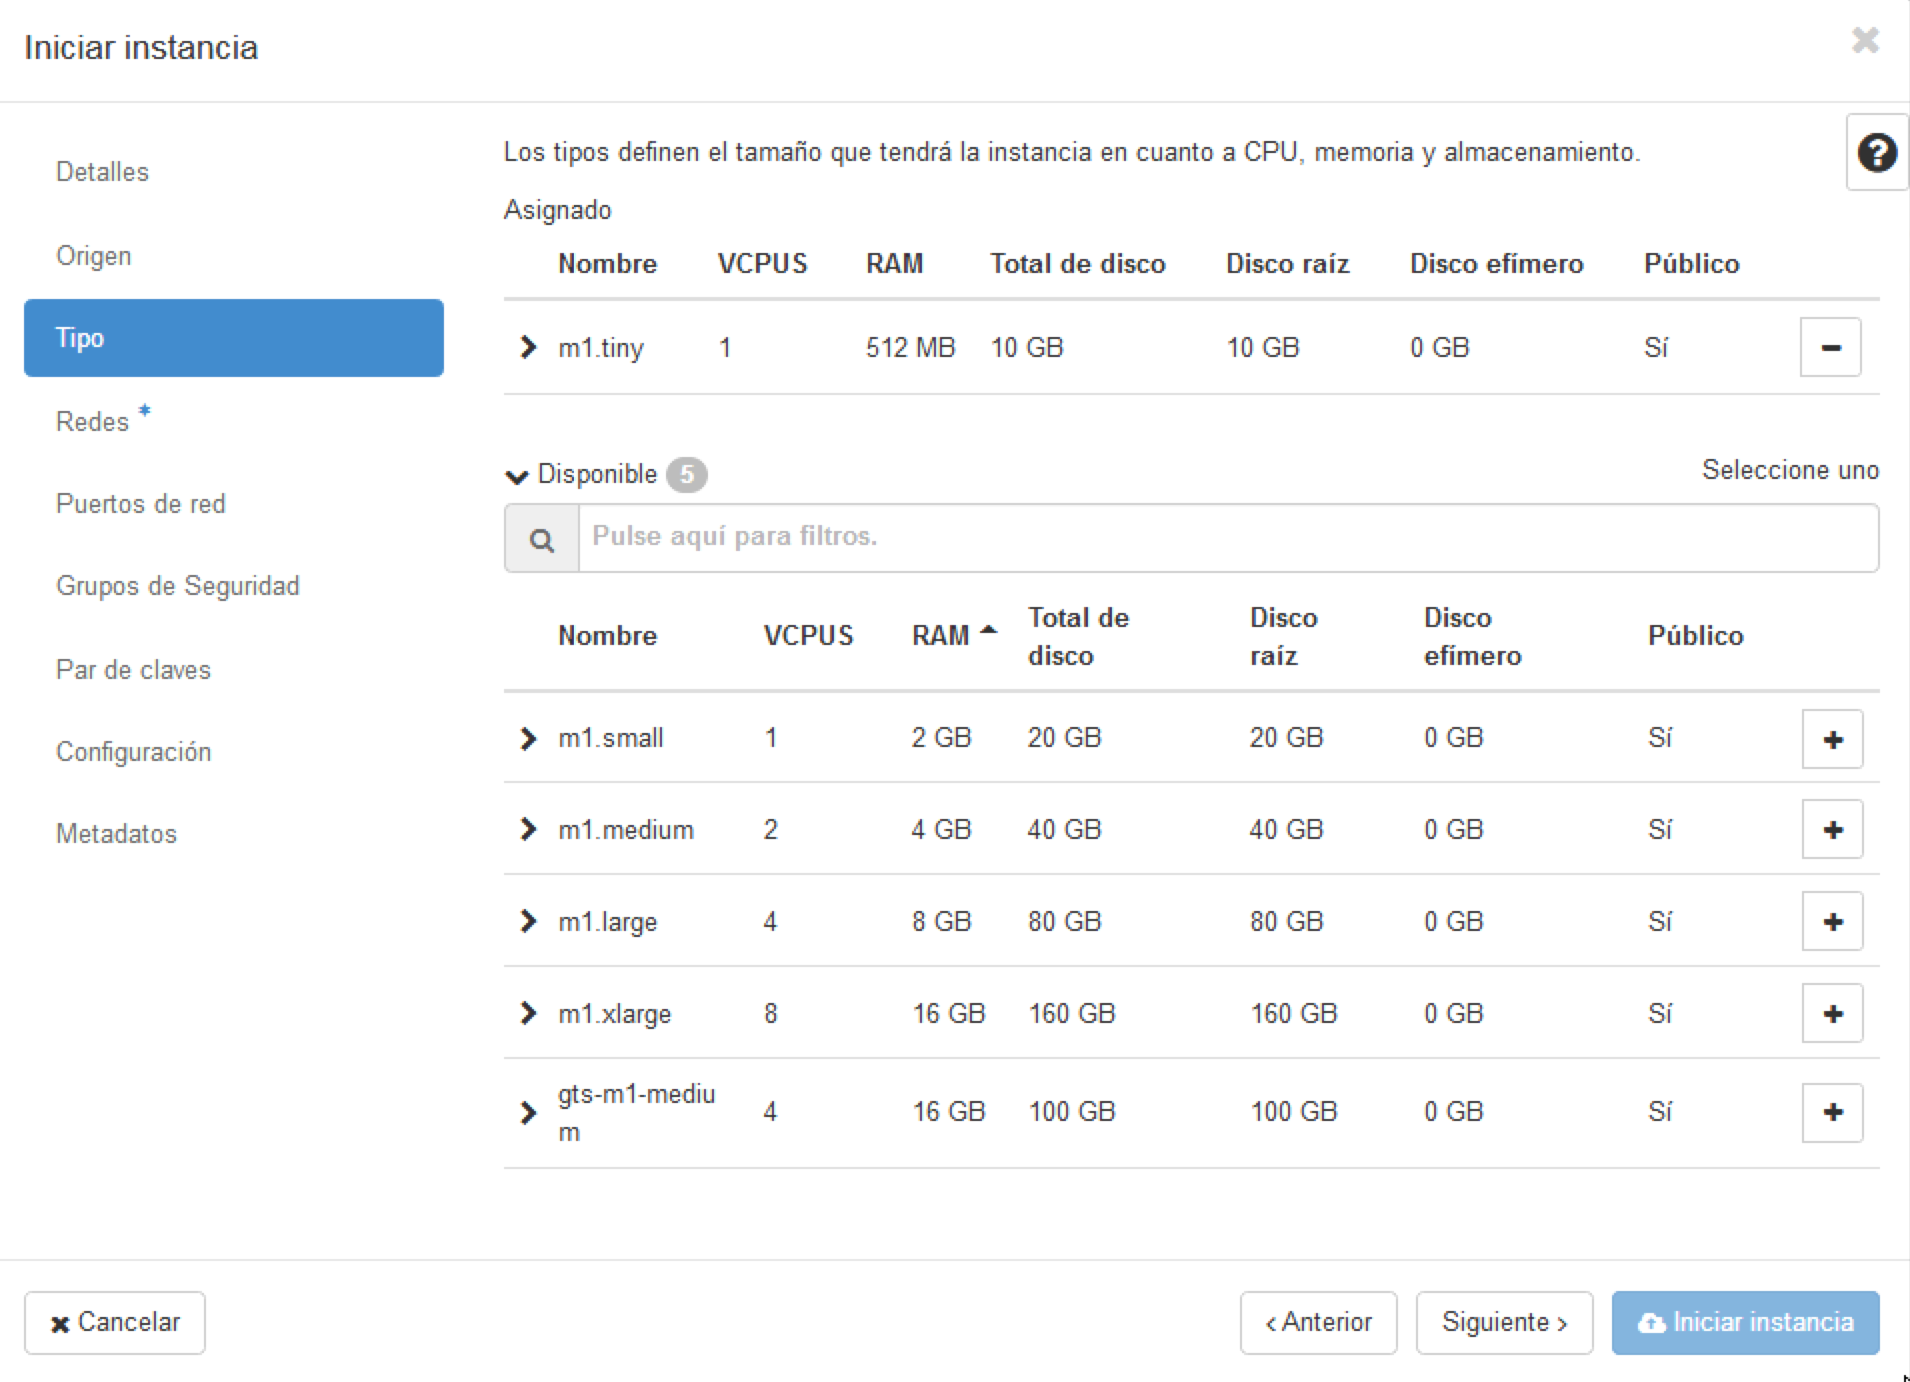 Iniciar instancia
Detalles
Origen
Tipo
Redes *
Puertos de red
Grupos de Seguridad
Par de claves
Configuración
Metadatos
Los tipos definen el tamaño que tendrá la instancia en cuanto a CPU, memoria y almacenamiento.
Asignado
Nombre VCPUS RAM Total de disco Disco raíz Disco efímero Público
m1.tiny 1 512 MB 10 GB 10 GB 0 GB Sí
Disponible 5 Seleccione uno
Pulse aquí para filtros.
Nombre VCPUS RAM Total de disco Disco raíz Disco efímero Público
m1.small 1 2 GB 20 GB 20 GB 0 GB Sí
m1.medium 2 4 GB 40 GB 40 GB 0 GB Sí
m1.large 4 8 GB 80 GB 80 GB 0 GB Sí
m1.xlarge 8 16 GB 160 GB 160 GB 0 GB Sí
gts-m1-mediu
m 4 16 GB 100 GB 100 GB 0 GB Sí
Cancelar < Anterior Siguiente > Iniciar instancia